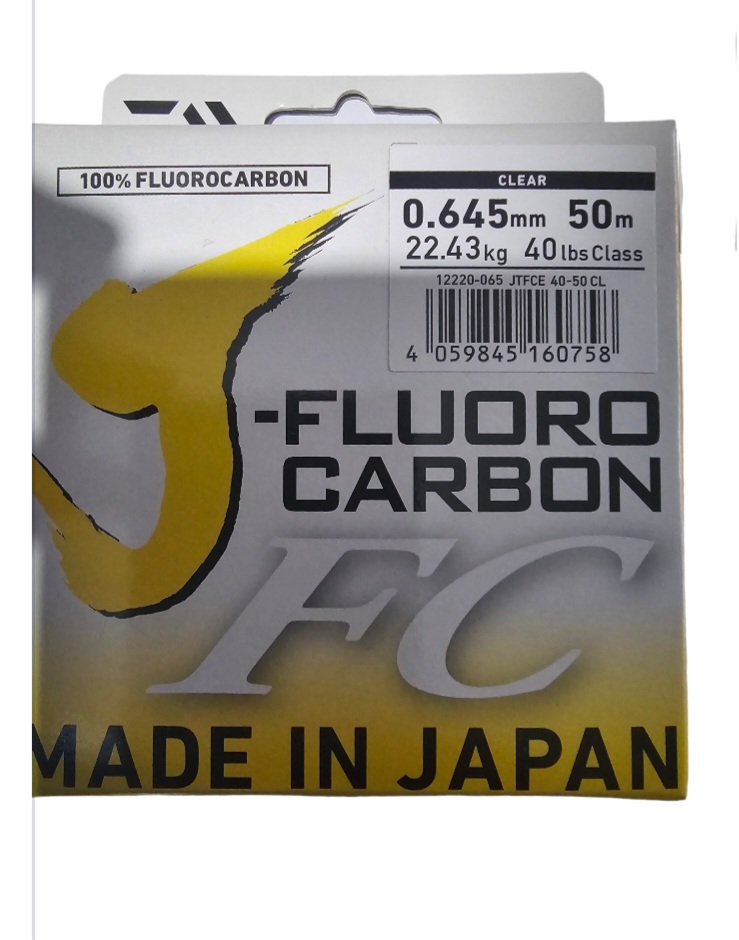 100% FLUOROCARBON
CLEAR
0.645mm 50m
22.43kg 40lbs Class
12220-065 JTFCE 40-50 CL
4 059845 160758
J-FLUORO
CARBON
FC
MADE IN JAPAN